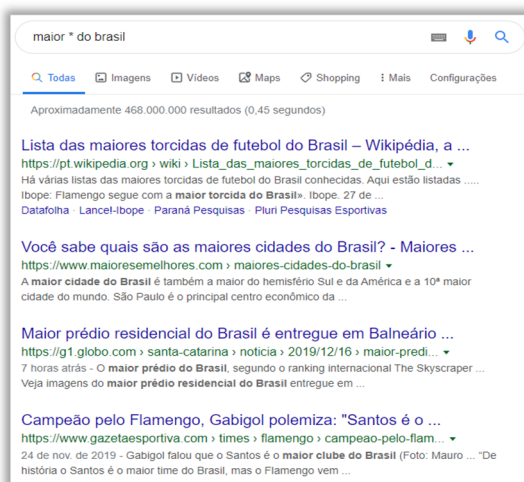 maior * do brasil
Todas Imagens Vídeos Maps Shopping Mais Configurações
Aproximadamente 468.000.000 resultados (0,45 segundos)
Lista das maiores torcidas de futebol do Brasil – Wikipédia, a ...
https://pt.wikipedia.org › wiki › Lista_das_maiores_torcidas_de_futebol_d...
Há várias listas das maiores torcidas de futebol do Brasil conhecidas. Aqui estão listadas .....
Ibope: Flamengo segue com a maior torcida do Brasil». Ibope. 27 de ...
Datafolha · Lance!-Ibope · Paraná Pesquisas · Pluri Pesquisas Esportivas
Você sabe quais são as maiores cidades do Brasil? - Maiores ...
https://www.maioresemelhores.com › maiores-cidades-do-brasil
A maior cidade do Brasil é também a maior do hemisfério Sul e da América e a 10ª maior
cidade do mundo. São Paulo é o principal centro econômico da ...
Maior prédio residencial do Brasil é entregue em Balneário ...
https://g1.globo.com › santa-catarina › noticia › 2019/12/16 › maior-predi...
7 horas atrás - O maior prédio do Brasil, segundo o ranking internacional The Skyscraper ...
Veja imagens do maior prédio residencial do Brasil entregue em ...
Campeão pelo Flamengo, Gabigol polemiza: "Santos é o ...
https://www.gazetaesportiva.com › times › flamengo › campeao-pelo-flam...
24 de nov. de 2019 - Gabigol falou que o Santos é o maior clube do Brasil (Foto: Mauro ... "De
história o Santos é o maior time do Brasil, mas o Flamengo vem ...